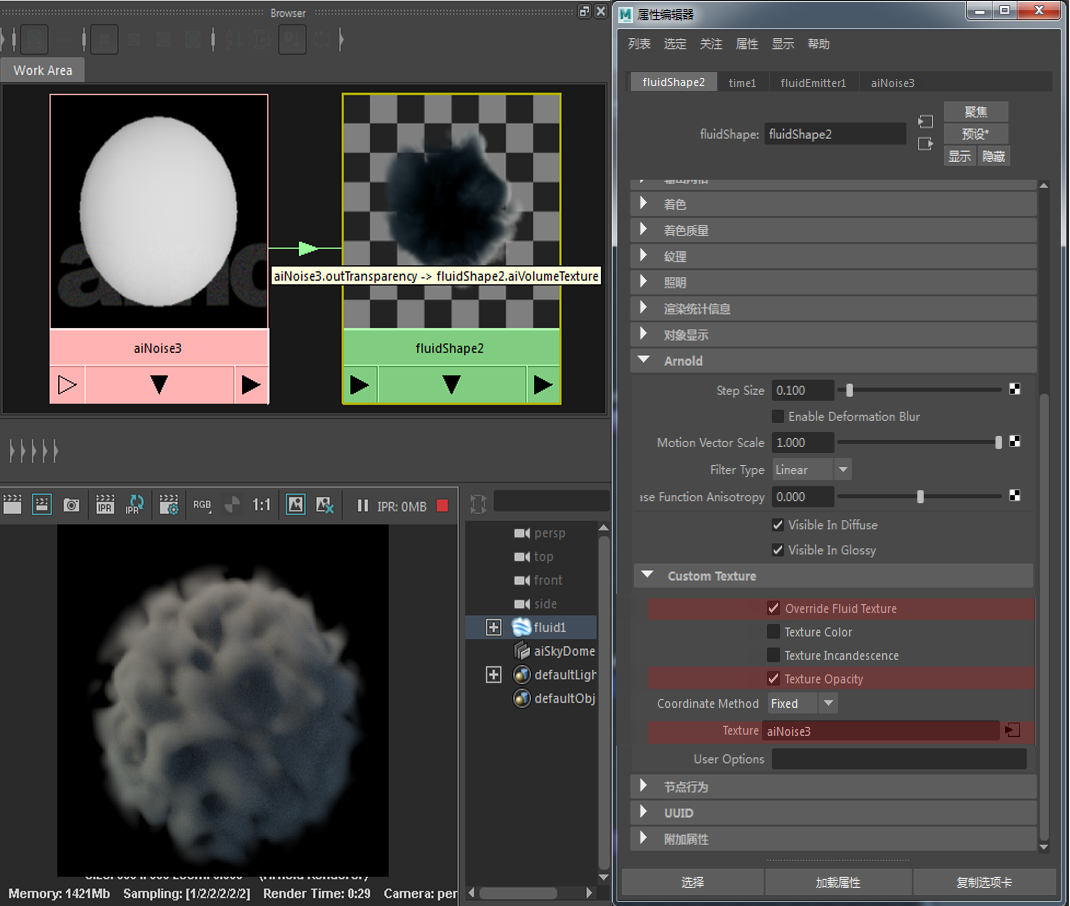 Browser
Work Area
aiNoise3.outTransparency -> fluidShape2.aiVolumeTexture
aiNoise3
fluidShape2
RGB
1:1
IPR
IPR
IPR: 0MB
persp
top
front
side
fluid1
aiSkyDome
defaultLigh
defaultObj
Memory: 1421Mb Sampling: [1/2/2/2/2/2] Render Time: 0:29 Camera: per
属性编辑器
列表 选定 关注 属性 显示 帮助
fluidShape2 time1 fluidEmitter1 aiNoise3
fluidShape: fluidShape2
聚焦
预设*
显示 隐藏
着色
着色质量
纹理
照明
渲染统计信息
对象显示
Arnold
Step Size 0.100
Enable Deformation Blur
Motion Vector Scale 1.000
Filter Type Linear
ase Function Anisotropy 0.000
Visible In Diffuse
Visible In Glossy
Custom Texture
Override Fluid Texture
Texture Color
Texture Incandescence
Texture Opacity
Coordinate Method Fixed
Texture aiNoise3
User Options
节点行为
UUID
附加属性
选择 加载属性 复制选项卡